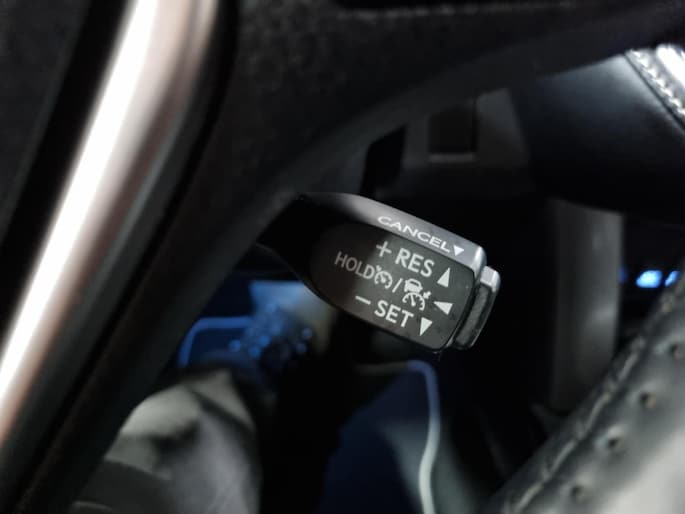 CANCEL
+ RES
HOLD /
− SET